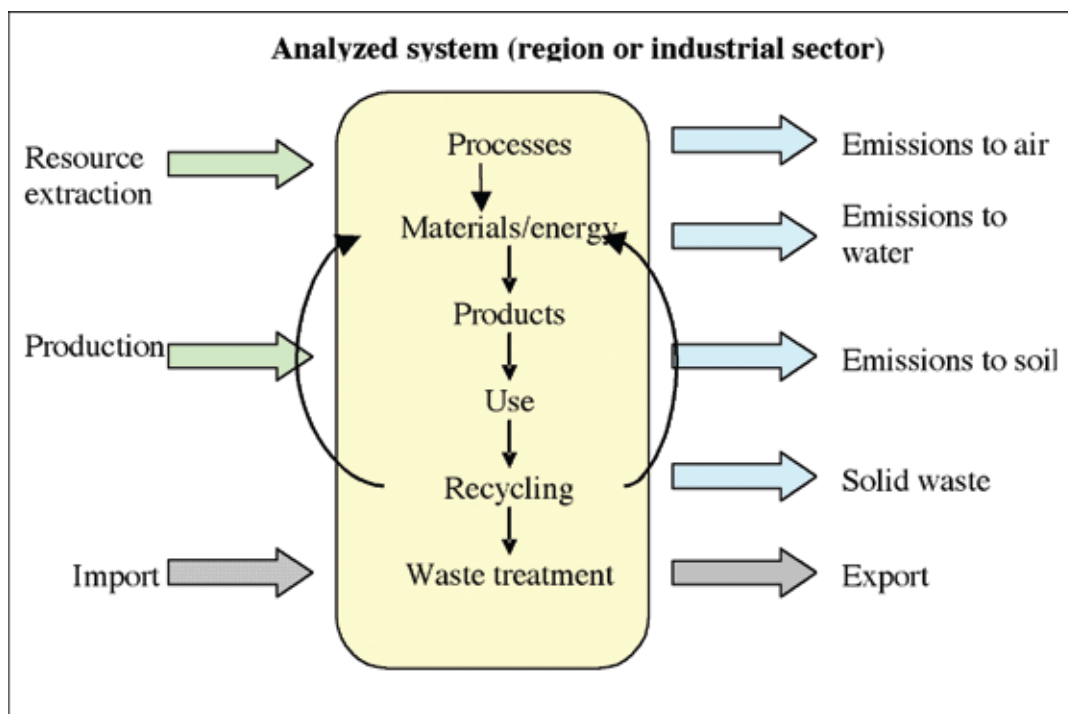 Analyzed system (region or industrial sector)
Resource
extraction
Production
Import
Processes
Materials/energy
Products
Use
Recycling
Waste treatment
Emissions to air
Emissions to
water
Emissions to soil
Solid waste
Export